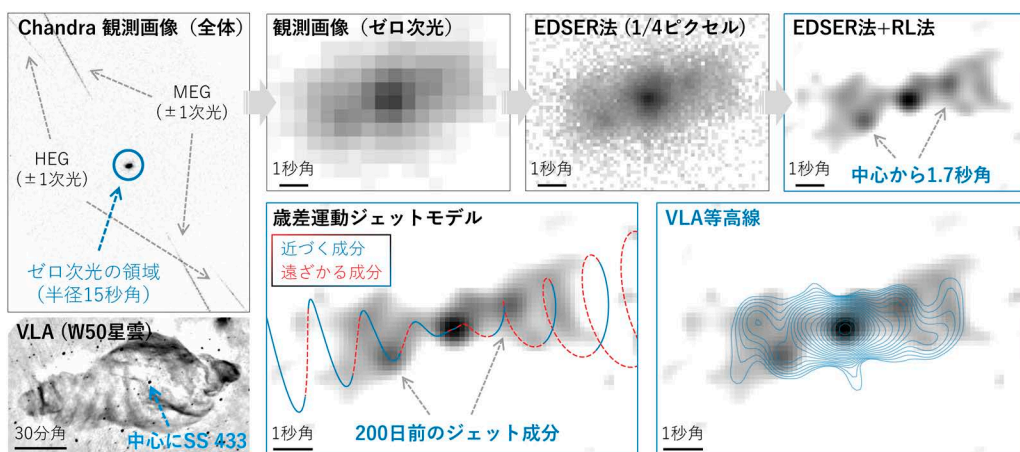 Chandra 観測画像（全体）
MEG
(±1次光)
HEG
(±1次光)
ゼロ次光の領域
(半径15秒角)
観測画像（ゼロ次光）
1秒角
EDSER法 (1/4ピクセル)
1秒角
EDSER法+RL法
1秒角
中心から1.7秒角
VLA (W50星雲)
30分角
中心にSS 433
歳差運動ジェットモデル
近づく成分
遠ざかる成分
1秒角
200日前のジェット成分
VLA等高線
1秒角